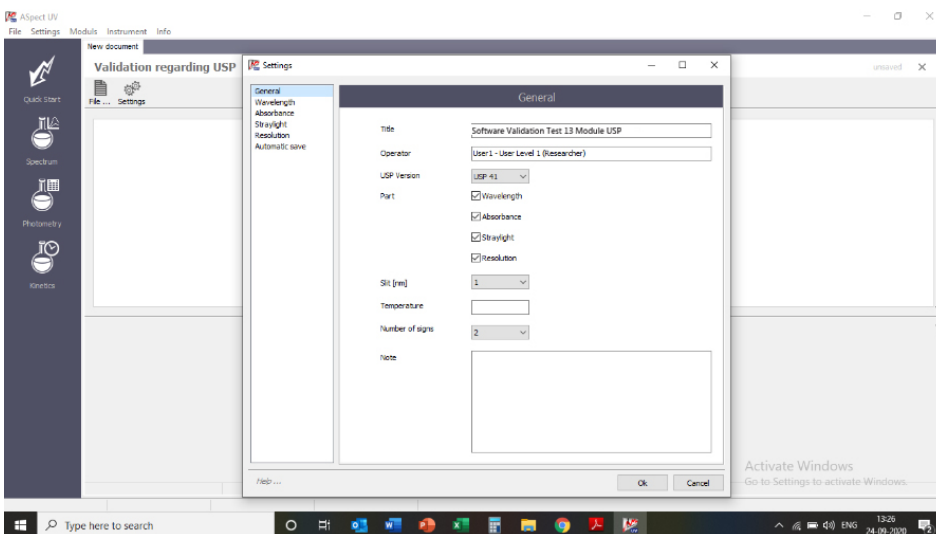 ASpect UV
File Settings Moduls Instrument Info
New document
Validation regarding USP
unsaved
File ... Settings
Quick Start
Spectrum
Photometry
Kinetics
Settings
General
Wavelength
Absorbance
Straylight
Resolution
Automatic save
General
Title Software Validation Test 13 Module USP
Operator User1 - User Level 1 (Researcher)
USP Version USP 41
Part Wavelength
Absorbance
Straylight
Resolution
Slit [nm] 1
Temperature
Number of signs 2
Note
Help ...
Ok Cancel
Activate Windows
Go to Settings to activate Windows.
Type here to search
ENG
13:26
24-09-2020
2